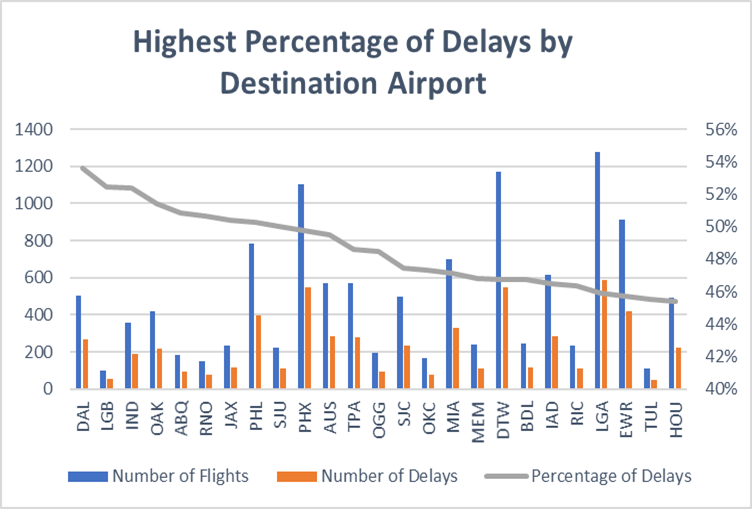 Highest Percentage of Delays by
Destination Airport
1400
1200
1000
800
600
400
200
0
56%
54%
52%
50%
48%
46%
44%
42%
40%
DAL
LGB
IND
OAK
ABQ
RNO
JAX
PHL
SJU
PHX
AUS
TPA
OGG
SJC
OKC
MIA
MEM
DTW
BDL
IAD
RIC
LGA
EWR
TUL
HOU
Number of Flights
Number of Delays
Percentage of Delays